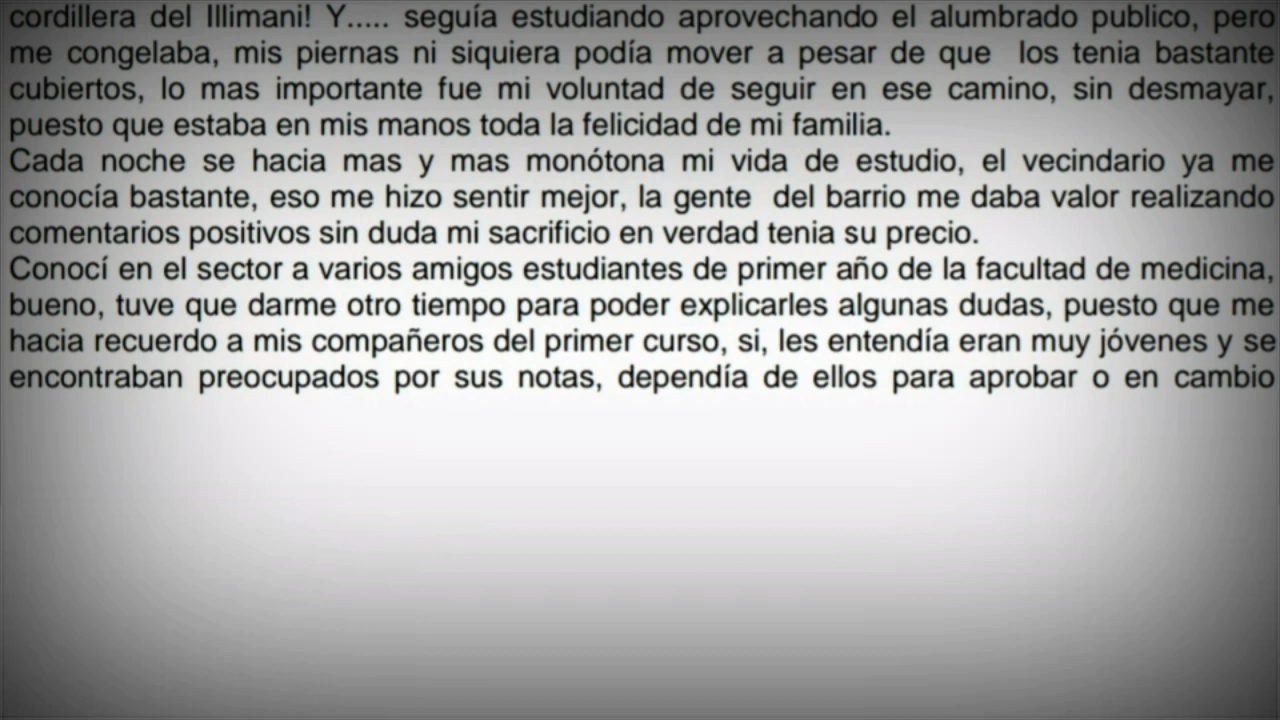 cordillera del Illimani! Y..... seguía estudiando aprovechando el alumbrado publico, pero
me congelaba, mis piernas ni siquiera podía mover a pesar de que los tenia bastante
cubiertos, lo mas importante fue mi voluntad de seguir en ese camino, sin desmayar,
puesto que estaba en mis manos toda la felicidad de mi familia.
Cada noche se hacia mas y mas monótona mi vida de estudio, el vecindario ya me
conocía bastante, eso me hizo sentir mejor, la gente del barrio me daba valor realizando
comentarios positivos sin duda mi sacrificio en verdad tenia su precio.
Conocí en el sector a varios amigos estudiantes de primer año de la facultad de medicina,
bueno, tuve que darme otro tiempo para poder explicarles algunas dudas, puesto que me
hacia recuerdo a mis compañeros del primer curso, si, les entendía eran muy jóvenes y se
encontraban preocupados por sus notas, dependía de ellos para aprobar o en cambio